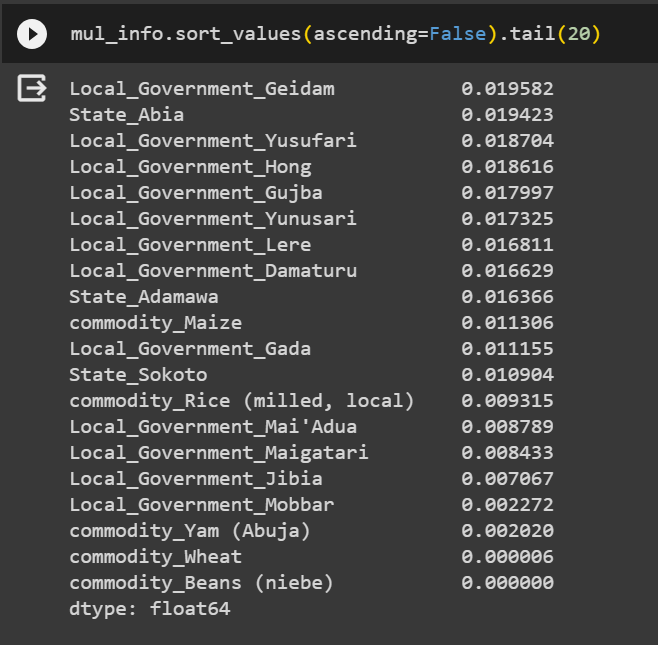 mul_info.sort_values(ascending=False).tail(20)
Local_Government_Geidam 0.019582
State_Abia 0.019423
Local_Government_Yusufari 0.018704
Local_Government_Hong 0.018616
Local_Government_Gujba 0.017997
Local_Government_Yunusari 0.017325
Local_Government_Lere 0.016811
Local_Government_Damaturu 0.016629
State_Adamawa 0.016366
commodity_Maize 0.011306
Local_Government_Gada 0.011155
State_Sokoto 0.010904
commodity_Rice (milled, local) 0.009315
Local_Government_Mai'Adua 0.008789
Local_Government_Maigatari 0.008433
Local_Government_Jibia 0.007067
Local_Government_Mobbar 0.002272
commodity_Yam (Abuja) 0.002020
commodity_Wheat 0.000006
commodity_Beans (niebe) 0.000000
dtype: float64